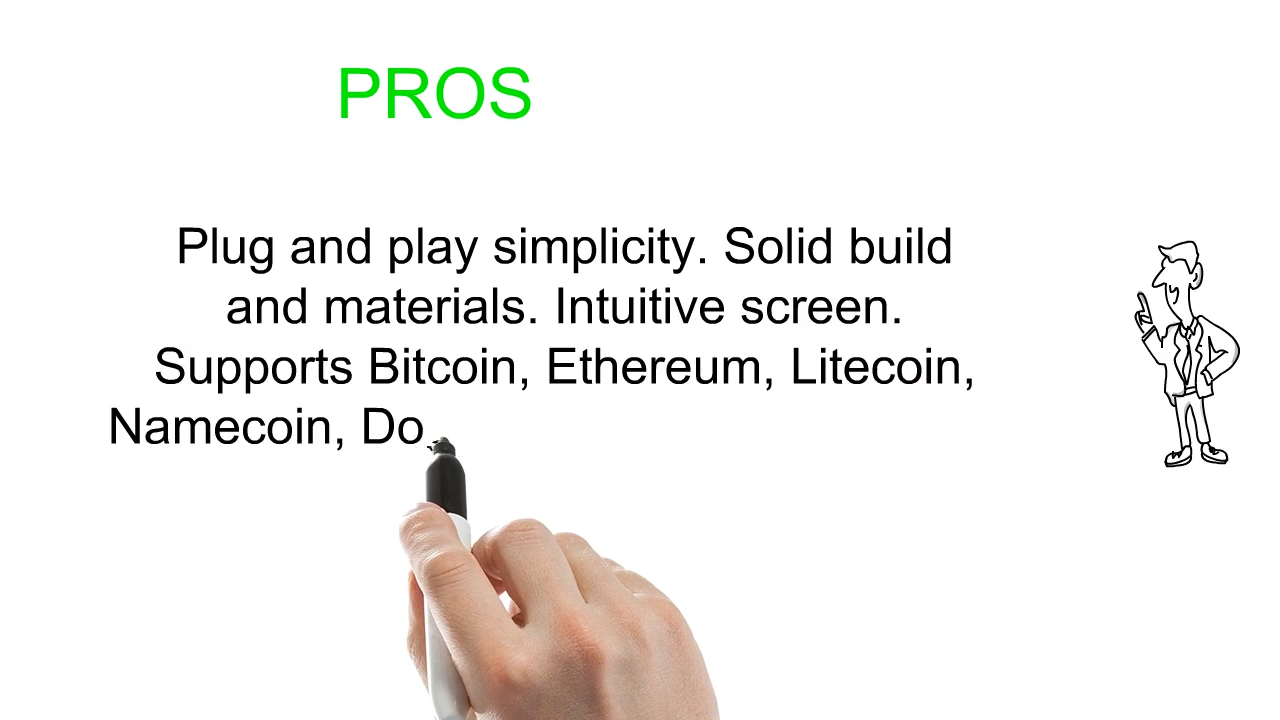 PROS
Plug and play simplicity. Solid build
and materials. Intuitive screen.
Supports Bitcoin, Ethereum, Litecoin,
Namecoin, Do